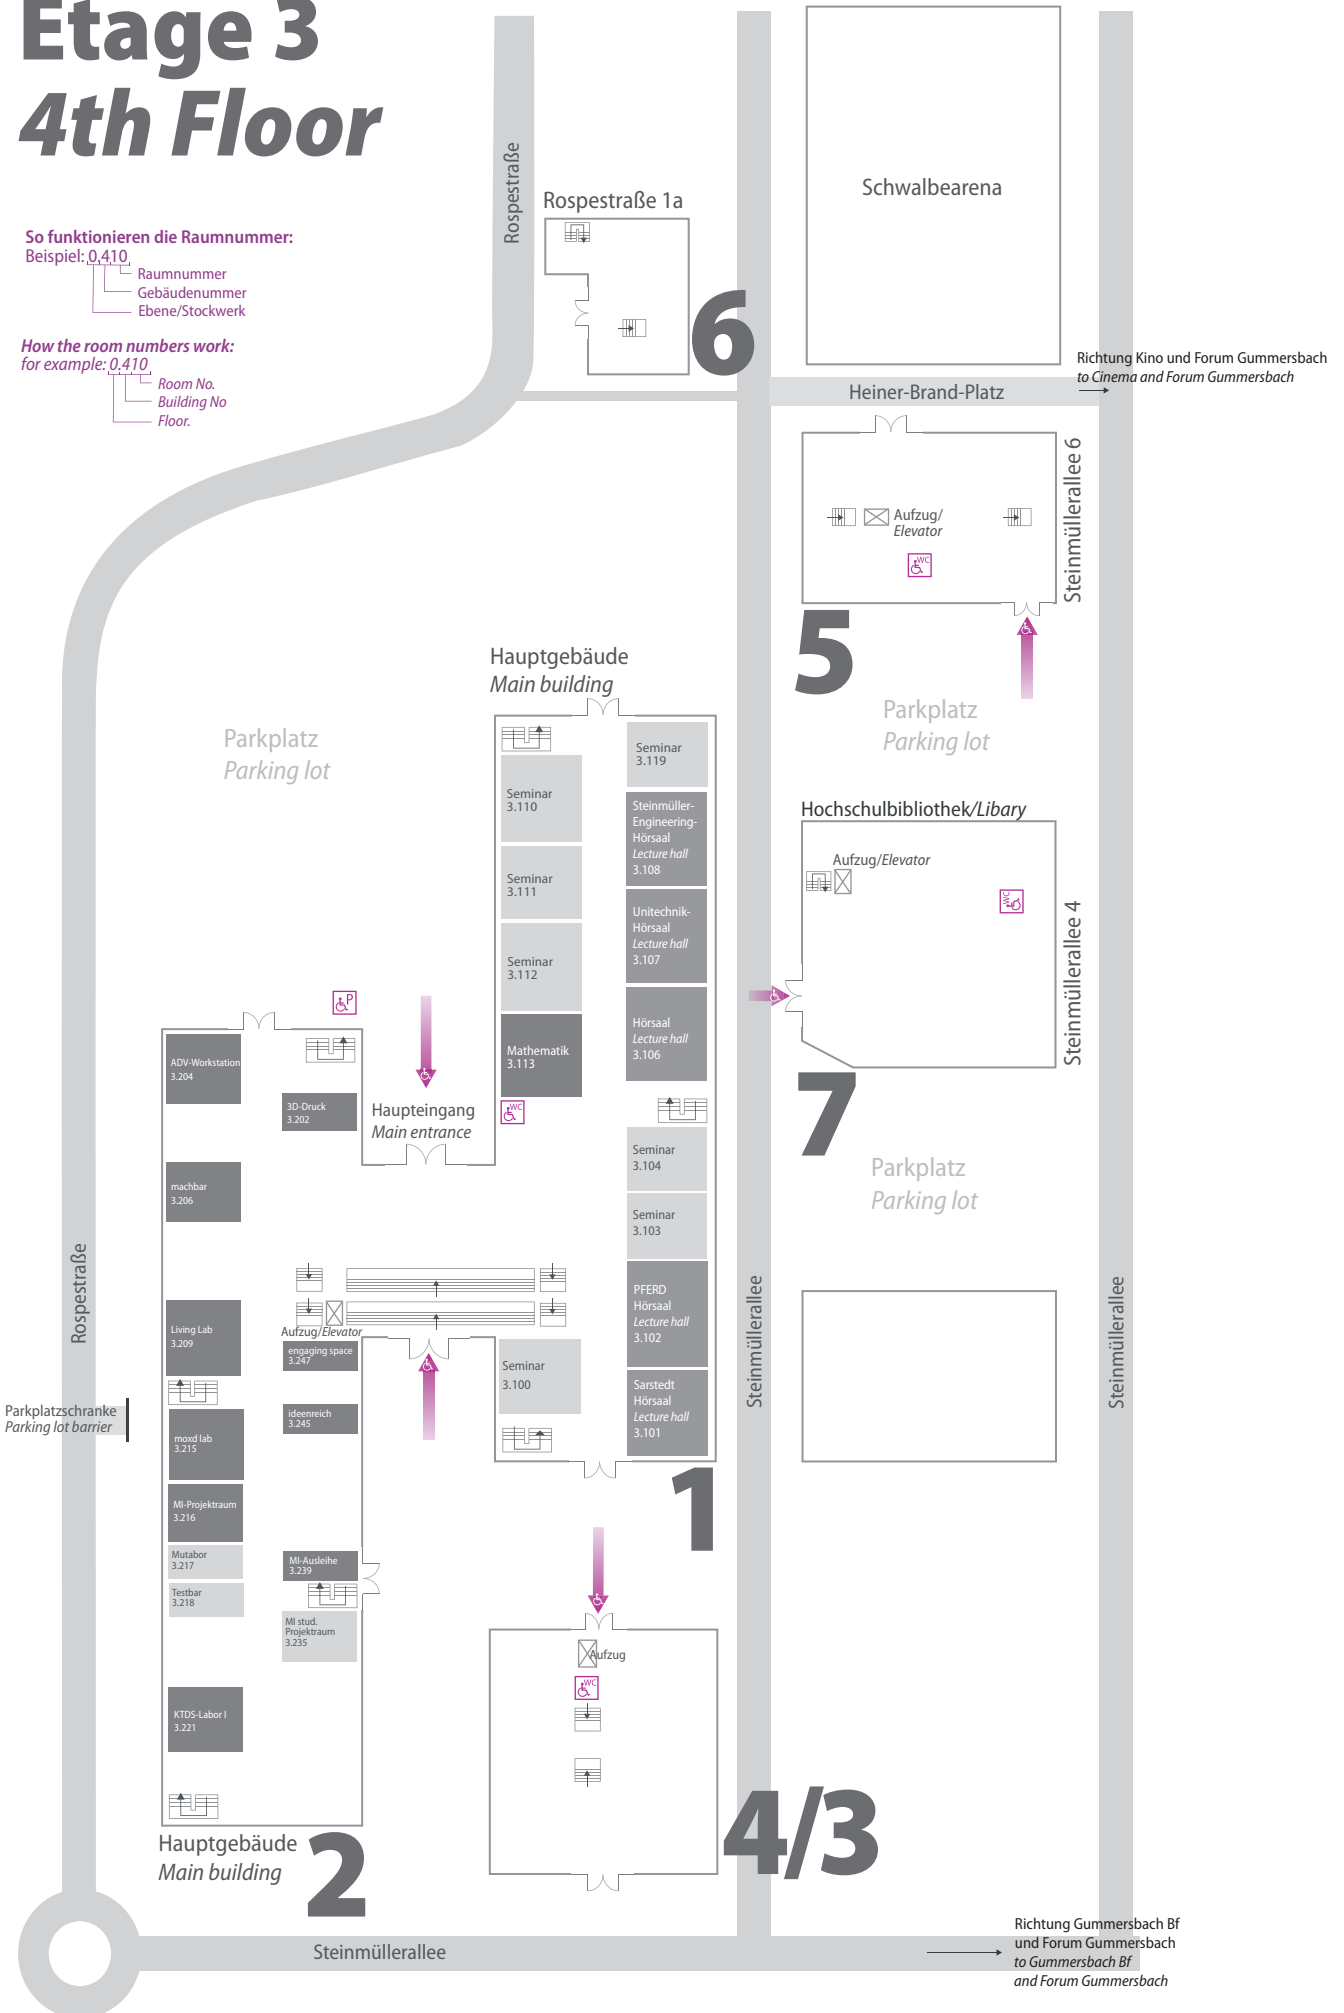 Etage 3
4th Floor
So funktionieren die Raumnummer:
Beispiel: 0.410
Raumnummer
Gebäudenummer
Ebene/Stockwerk
How the room numbers work:
for example: 0.410
Room No.
Building No
Floor.
Rospestraße
Rospestraße 1a
6
Schwalbearena
Richtung Kino und Forum Gummersbach
to Cinema and Forum Gummersbach
Heiner-Brand-Platz
Aufzug/
Elevator
WC
Steinmüllerallee 6
5
Parkplatz
Parking lot
Hauptgebäude
Main building
Parkplatz
Parking lot
Seminar
3.119
Seminar
3.110
Steinmüller-
Engineering-
Hörsaal
Lecture hall
3.108
Seminar
3.111
Unitechnik-
Hörsaal
Lecture hall
3.107
Seminar
3.112
Hörsaal
Lecture hall
3.106
Mathematik
3.113
WC
Seminar
3.104
Seminar
3.103
PFERD
Hörsaal
Lecture hall
3.102
Seminar
3.100
Sarstedt
Hörsaal
Lecture hall
3.101
1
Hochschulbibliothek/Libary
Aufzug/Elevator
WC
Steinmüllerallee 4
7
Parkplatz
Parking lot
P
Haupteingang
Main entrance
ADV-Workstation
3.204
3D-Druck
3.202
machbar
3.206
Living Lab
3.209
Aufzug/Elevator
engaging space
3.247
ideenreich
3.245
moxd lab
3.215
MI-Projektraum
3.216
Mutabor
3.217
Testbar
3.218
MI-Ausleihe
3.239
MI stud.
Projektraum
3.235
KTDS-Labor I
3.221
Rospestraße
Parkplatzschranke
Parking lot barrier
Steinmüllerallee
Steinmüllerallee
Aufzug
WC
4/3
Hauptgebäude
Main building
2
Steinmüllerallee
Richtung Gummersbach Bf
und Forum Gummersbach
to Gummersbach Bf
and Forum Gummersbach